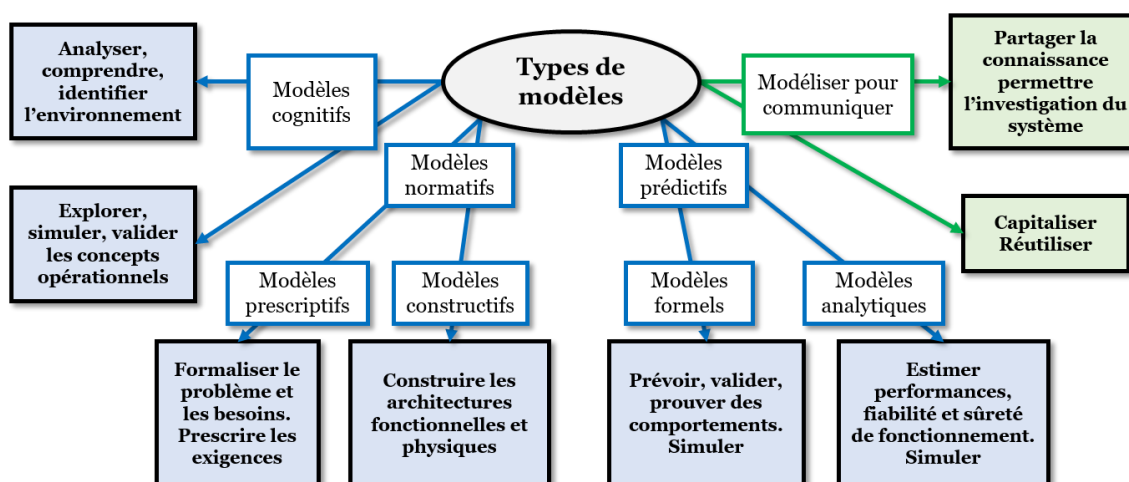 Types de
modèles
Analyser,
comprendre,
identifier
l’environnement
Modèles
cognitifs
Modéliser pour
communiquer
Partager la
connaissance
permettre
l’investigation du
système
Modèles
normatifs
Modèles
prédictifs
Explorer,
simuler, valider
les concepts
opérationnels
Capitaliser
Réutiliser
Modèles
prescriptifs
Modèles
constructifs
Modèles
formels
Modèles
analytiques
Formaliser le
problème et
les besoins.
Prescrire les
exigences
Construire les
architectures
fonctionnelles et
physiques
Prévoir, valider,
prouver des
comportements.
Simuler
Estimer
performances,
fiabilité et sûreté
de fonctionnement.
Simuler